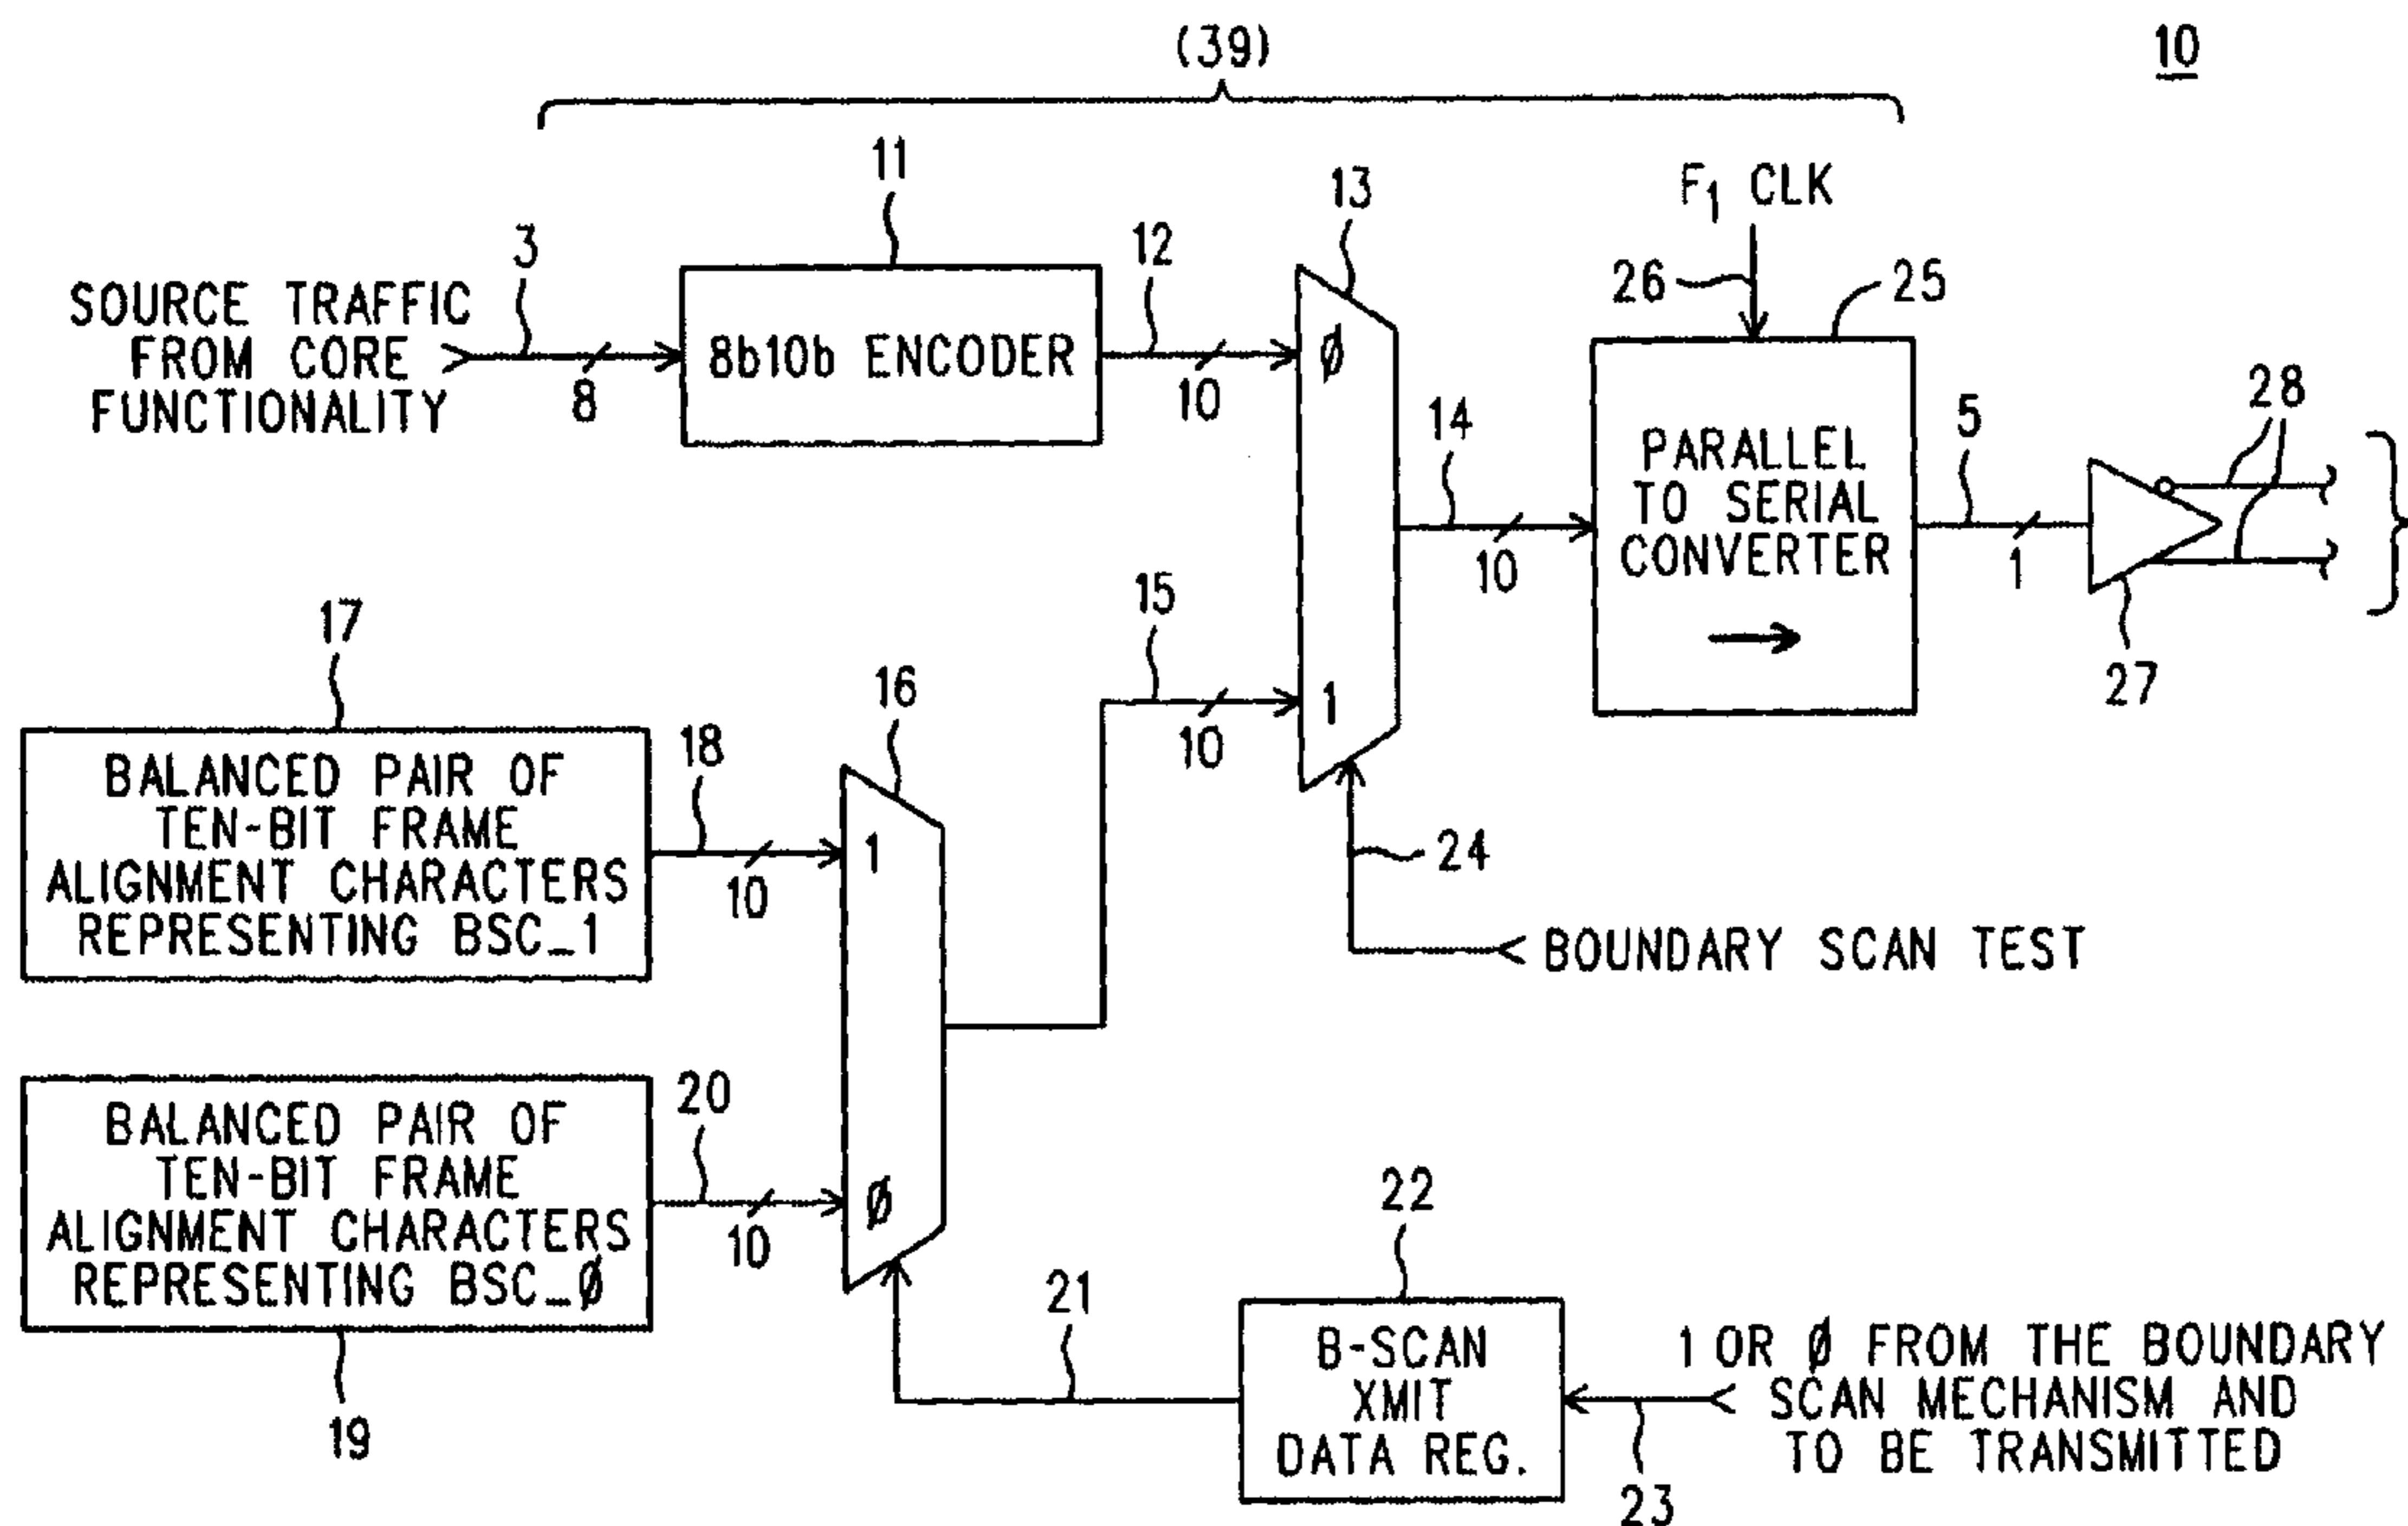 (39)
10
11
F1 CLK
13
3
12
26
25
SOURCE TRAFFIC
FROM CORE
FUNCTIONALITY
8
8b10b ENCODER
10
Ø
28
14
5
PARALLEL
TO SERIAL
CONVERTER
10
1
27
15
17
16
10
1
18
BALANCED PAIR OF
TEN-BIT FRAME
ALIGNMENT CHARACTERS
REPRESENTING BSC_1
10
1
24
BOUNDARY SCAN TEST
20
BALANCED PAIR OF
TEN-BIT FRAME
ALIGNMENT CHARACTERS
REPRESENTING BSC_Ø
10
Ø
22
21
19
B-SCAN
XMIT
DATA REG.
1 OR Ø FROM THE BOUNDARY
SCAN MECHANISM AND
TO BE TRANSMITTED
23